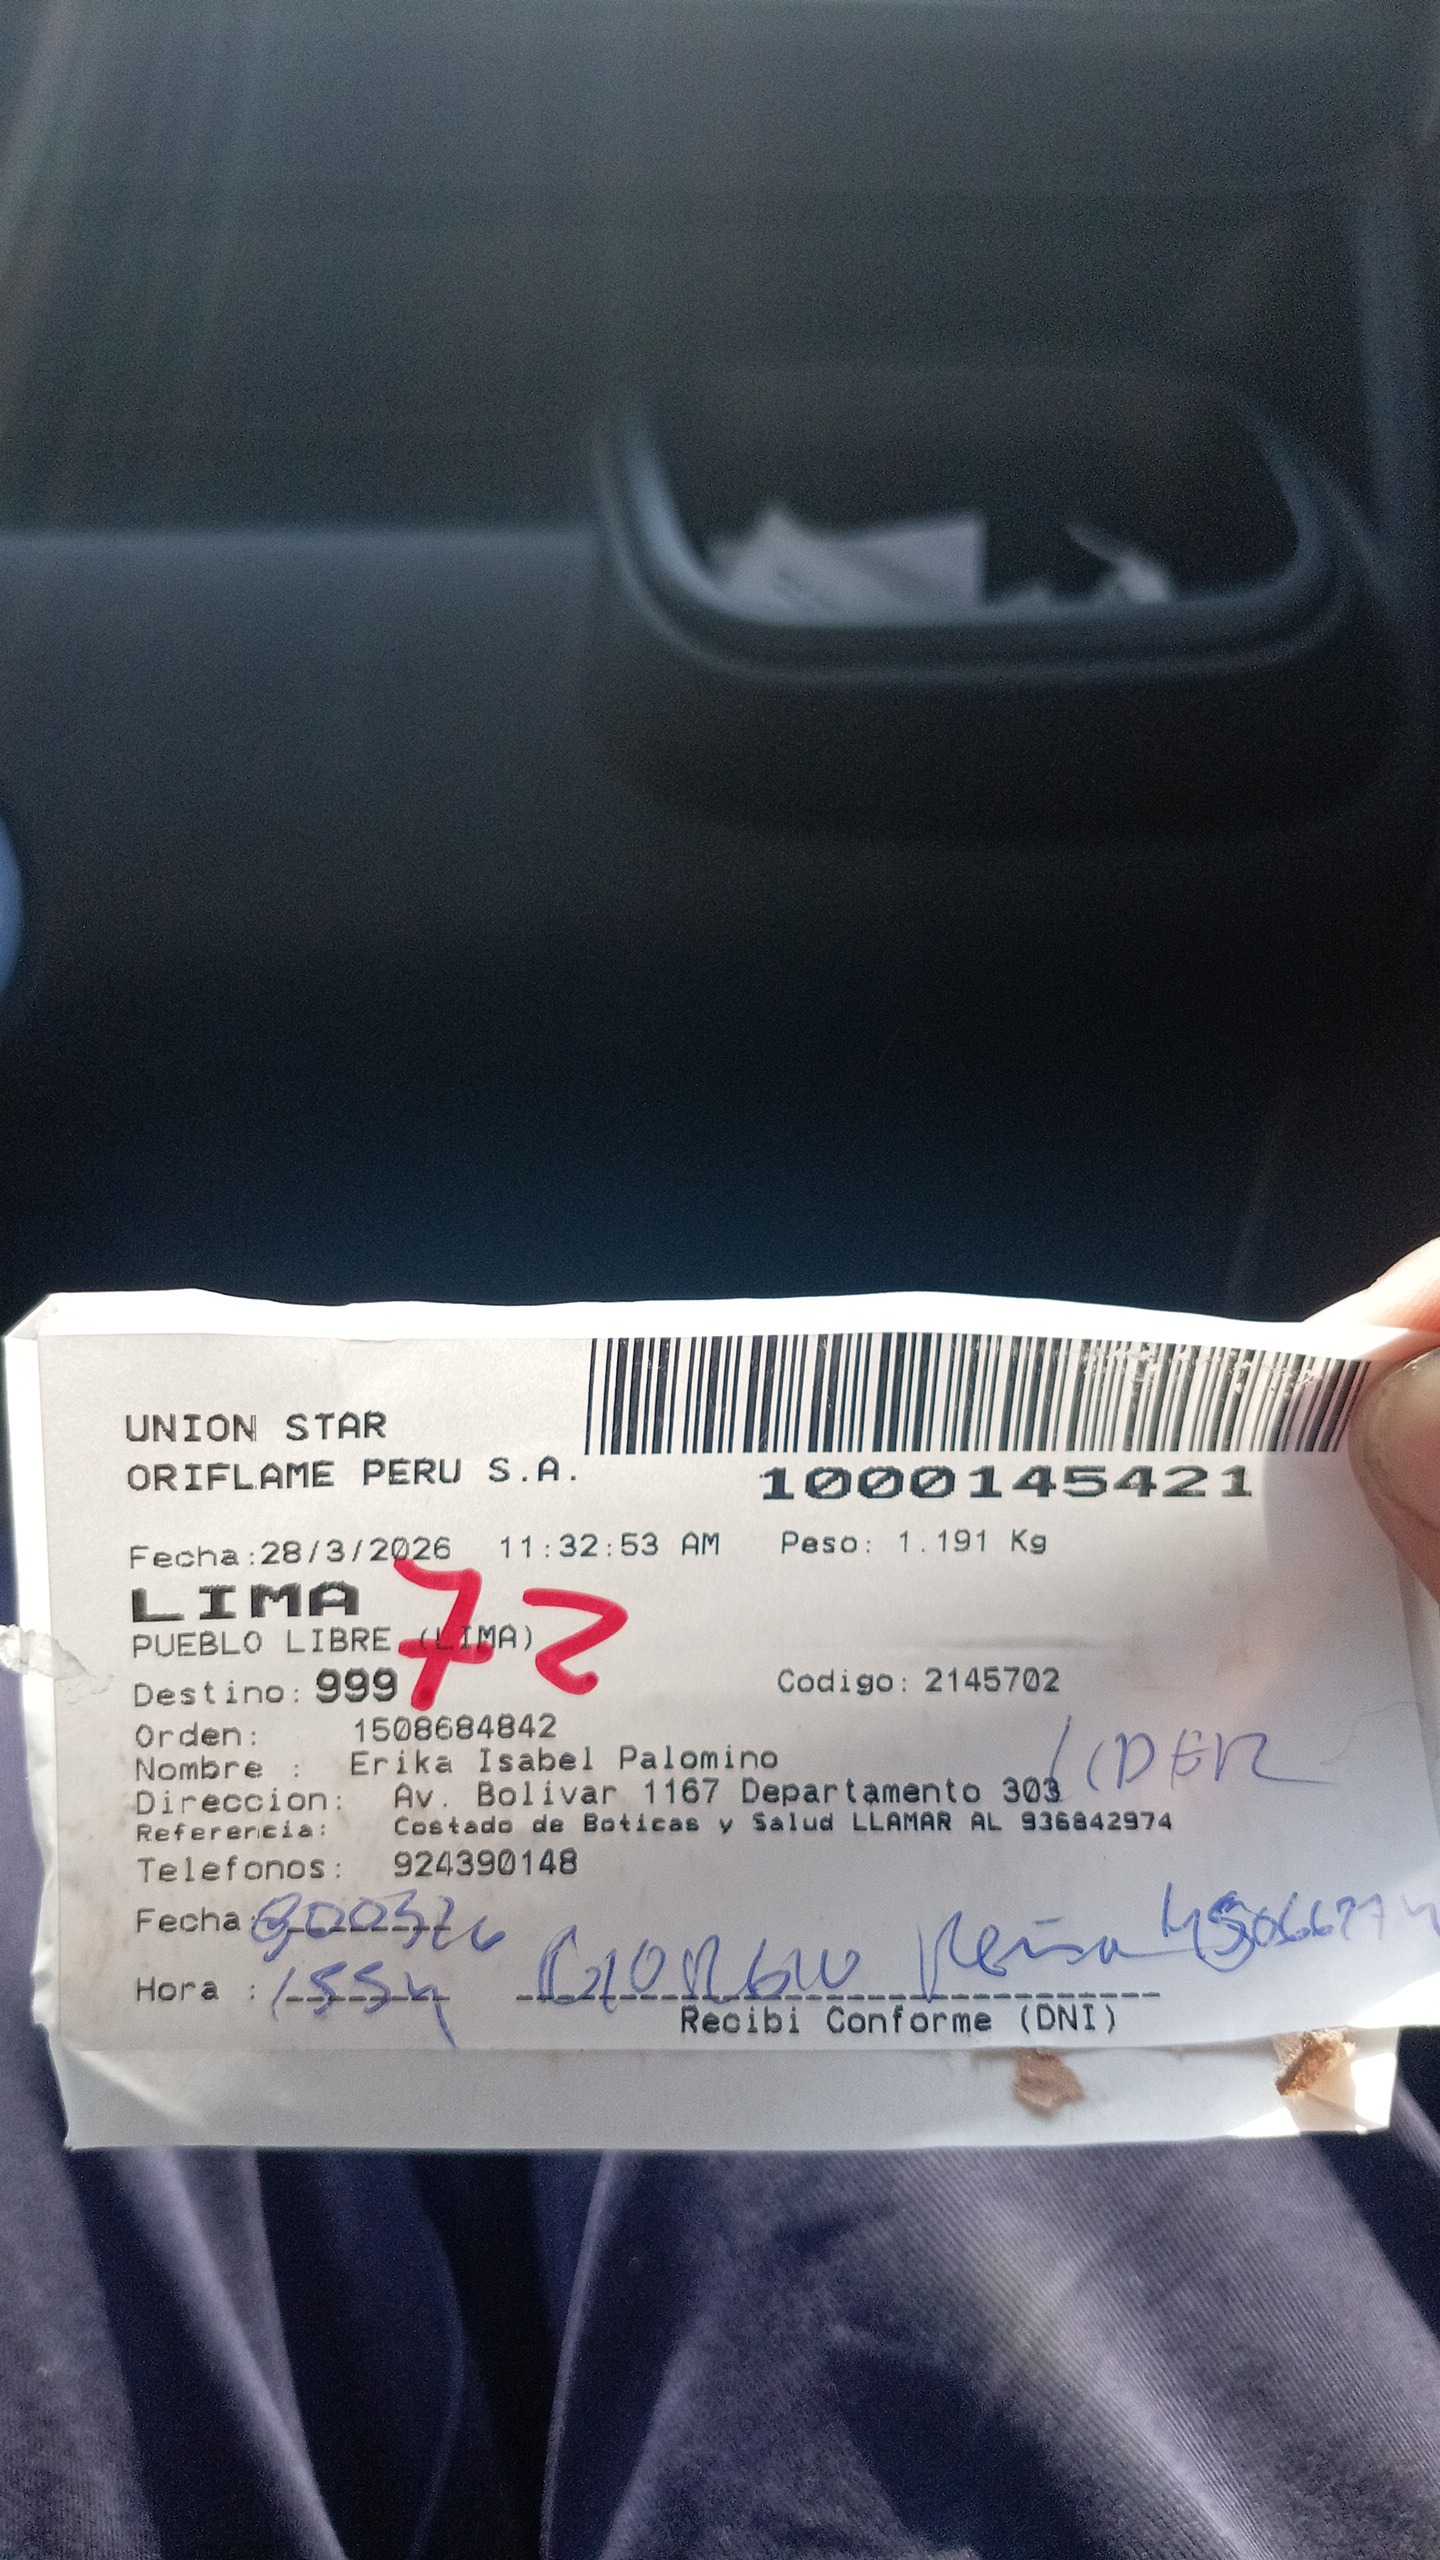 UNION STAR
ORIFLAME PERU S.A.
1000145421
Fecha:28/3/2026 11:32:53 AM Peso: 1.191 Kg
LIMA
72
PUEBLO LIBRE (LIMA)
Destino: 999 Codigo: 2145702
Orden: 1508684842
Nombre : Erika Isabel Palomino
Direccion: Av. Bolivar 1167 Departamento 303
Referencia: Costado de Boticas y Salud LLAMAR AL 936842974
Telefonos: 924390148
Fecha:
Hora :
Recibi Conforme (DNI)